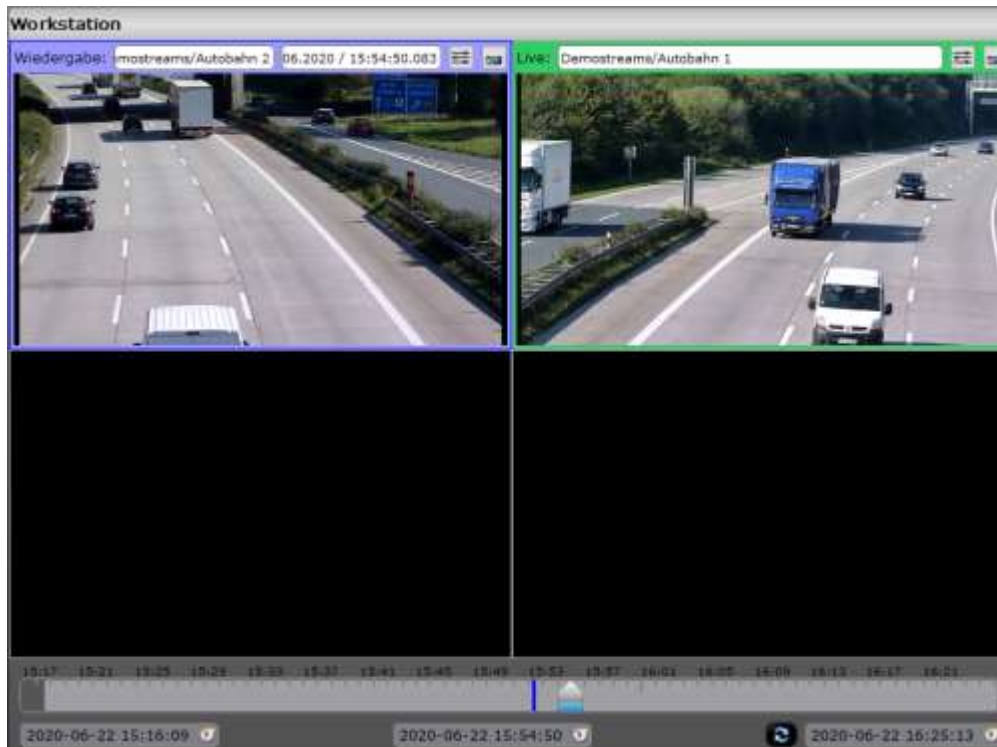 Workstation
Wiedergabe: mostreams/Autobahn 2 06.2020 / 15:54:50.083
Live: Demostreams/Autobahn 1
15:17 15:21 15:25 15:29 15:33 15:37 15:41 15:45 15:49 15:53 15:57 16:01 16:05 16:09 16:13 16:17 16:21
2020-06-22 15:16:09 2020-06-22 15:54:50 2020-06-22 16:25:13